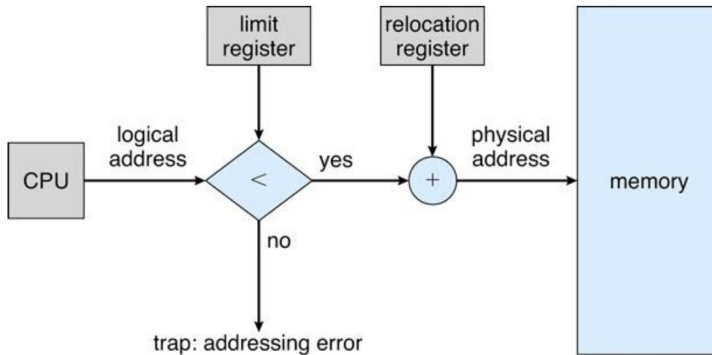 limit
register
relocation
register
logical
address
yes
physical
address
CPU
<
+
memory
no
trap: addressing error